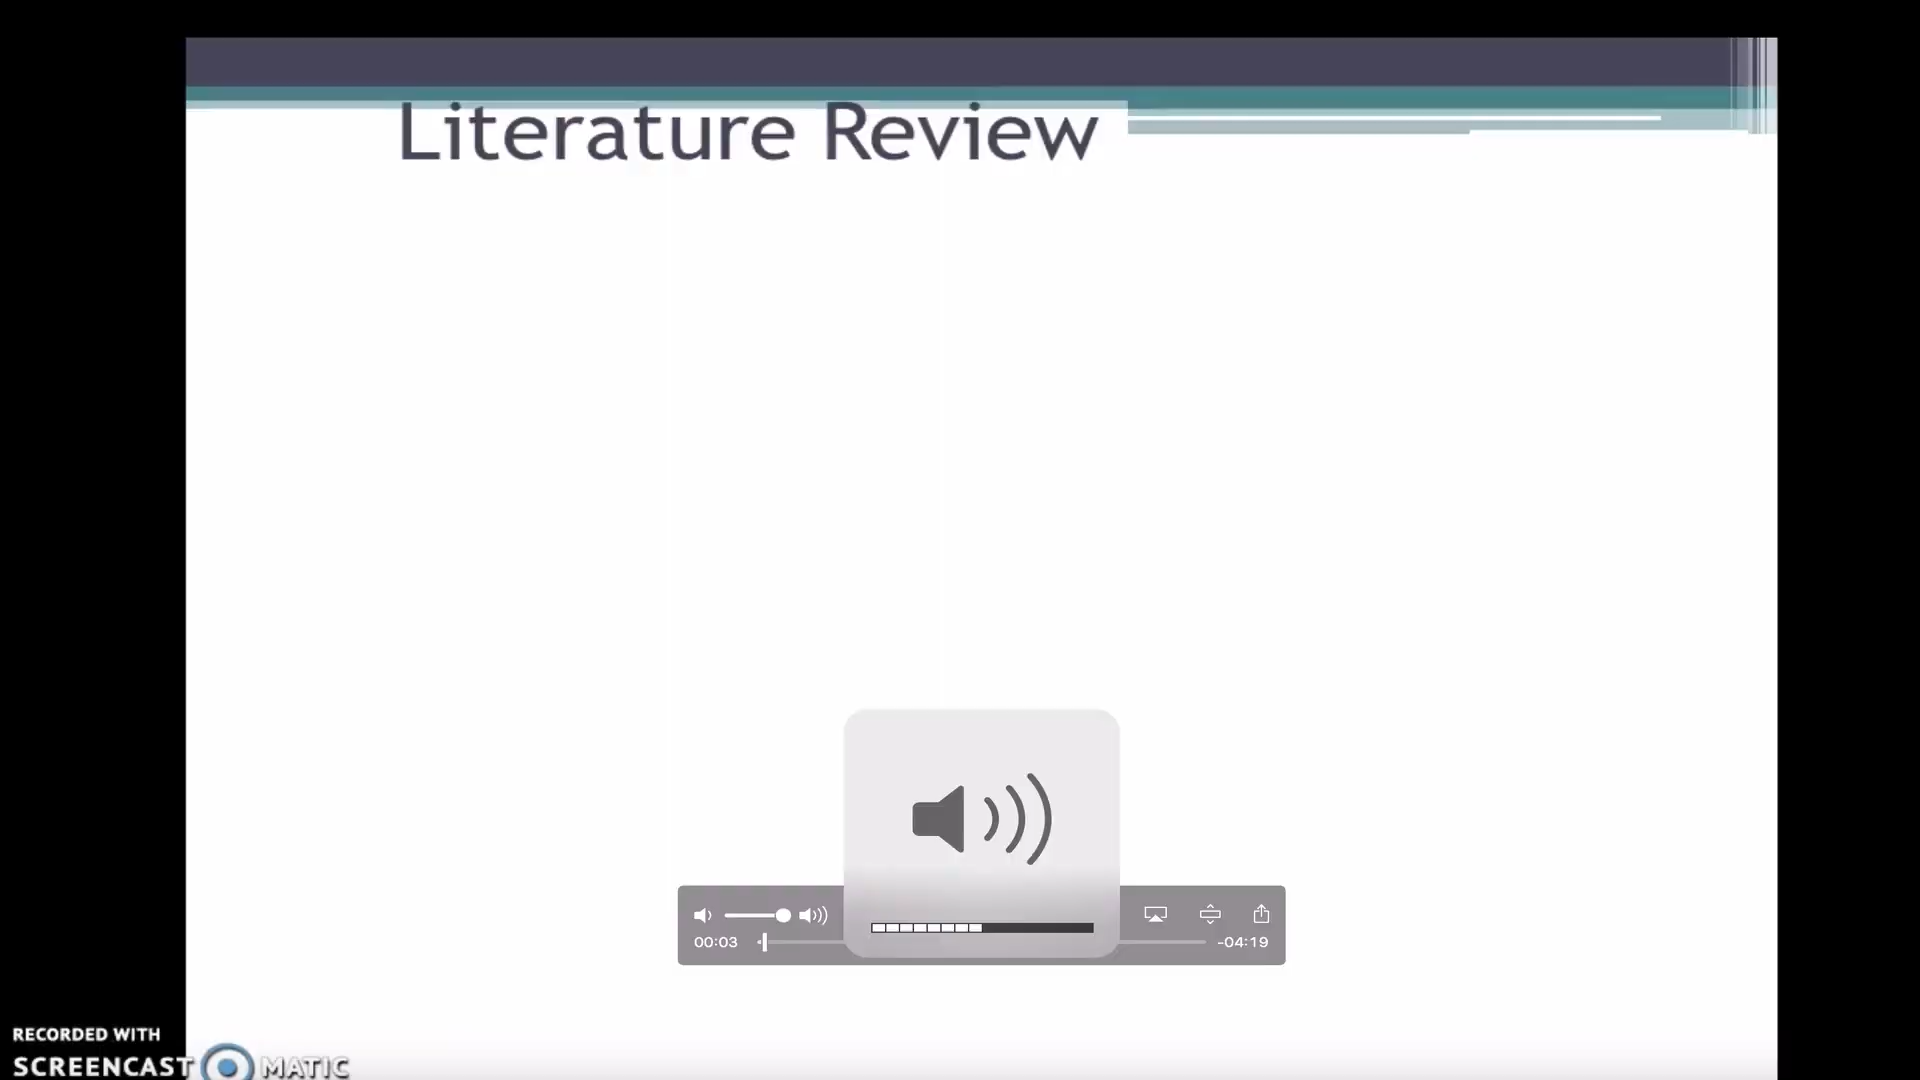 Literature Review
00:03
-04:19
RECORDED WITH
SCREENCAST MATIC